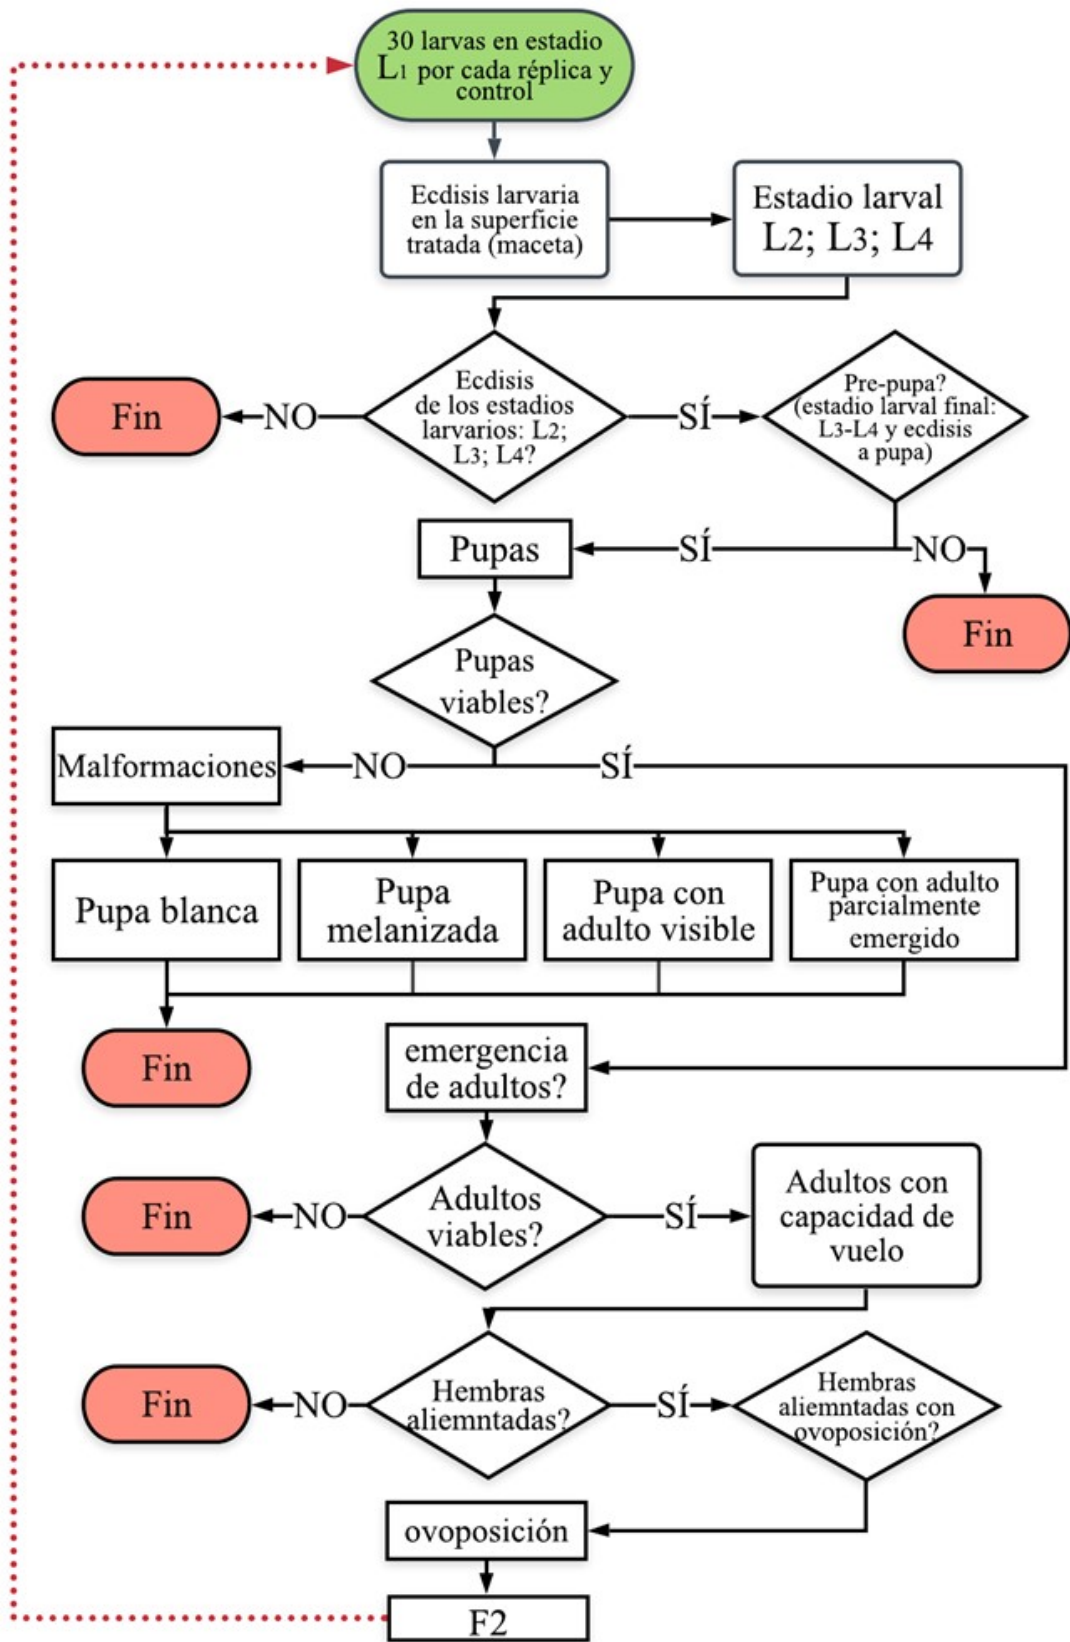 30 larvas en estadio
L1 por cada réplica y
control
Ecdisis larvaria
en la superficie
tratada (maceta)
Estadio larval
L2; L3; L4
Ecdisis
de los estadios
larvarios: L2;
L3; L4?
NO
Fin
SÍ
Pre-pupa?
(estadio larval final:
L3-L4 y ecdisis
a pupa)
SÍ
NO
Pupas
Fin
Pupas
viables?
NO
SÍ
Malformaciones
Pupa blanca
Pupa
melanizada
Pupa con
adulto visible
Pupa con adulto
parcialmente
emergido
Fin
emergencia
de adultos?
Adultos
viables?
NO
Fin
SÍ
Adultos con
capacidad de
vuelo
Hembras
aliemntadas?
NO
Fin
SÍ
Hembras
aliemntadas con
ovoposición?
ovoposición
F2